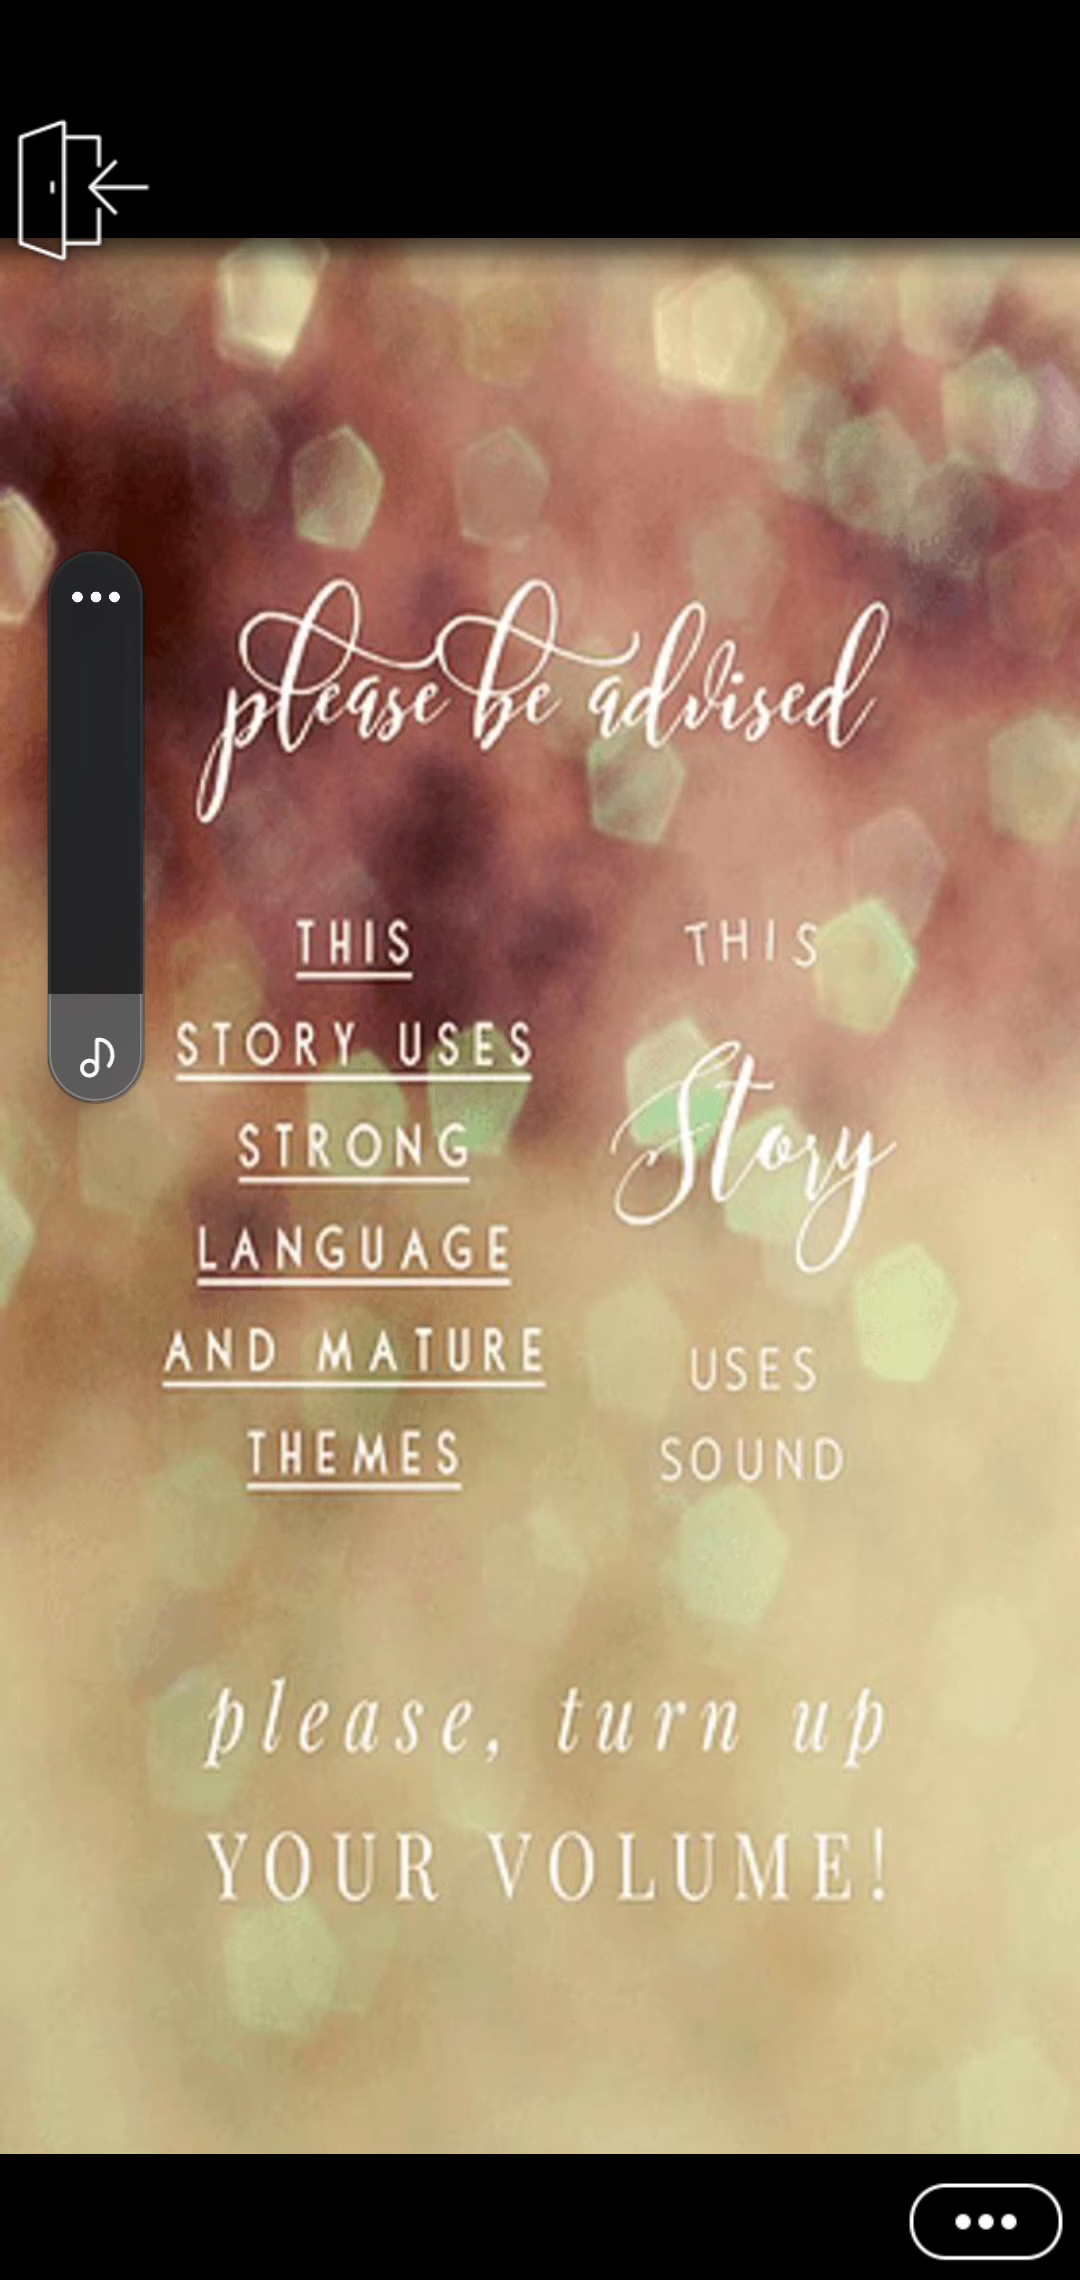 please be advised
THIS
STORY USES
STRONG
LANGUAGE
AND MATURE
THEMES
THIS
Story
USES
SOUND
please, turn up
YOUR VOLUME!